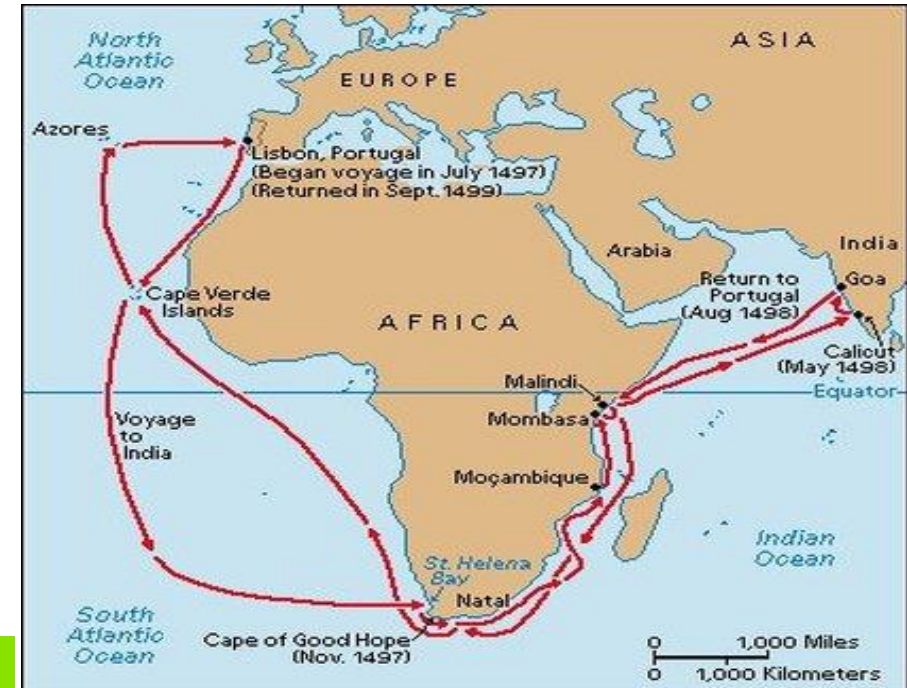 North
Atlantic
Ocean
ASIA
EUROPE
Azores
Lisbon, Portugal
(Began voyage in July 1497)
(Returned in Sept. 1499)
Arabia
India
Return to
Portugal
(Aug 1498)
Goa
Cape Verde
Islands
AFRICA
Calicut
(May 1498)
Malindi
Equator
Mombasa
Voyage
to
India
Moçambique
Indian
Ocean
St. Helena
Bay
Natal
South
Atlantic
Ocean
Cape of Good Hope
(Nov. 1497)
0 1,000 Miles
0 1,000 Kilometers